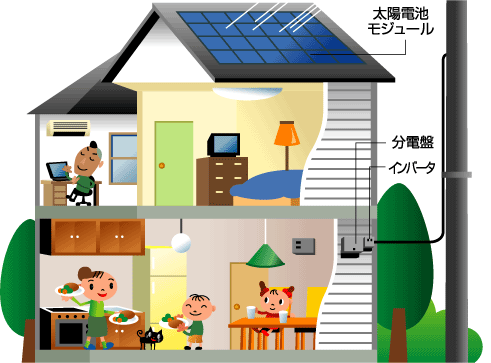 太陽電池
モジュール
分電盤
インバータ